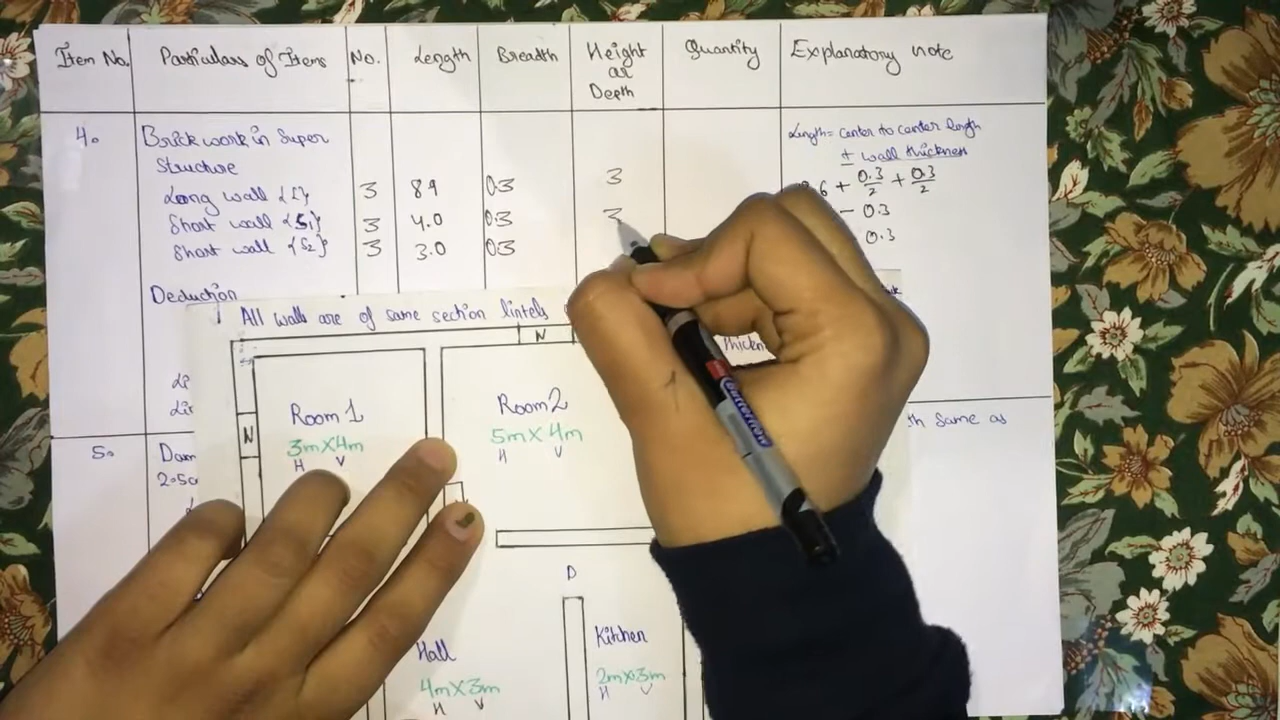 Item No. Particulars of Items No. Length Breadth Height or Depth Quantity Explanatory note
4. Brickwork in Super Structure
Length = center to center length
± wall thickness
Long wall {L} 3 8.9 0.3 3 8.6 + 0.3/2 + 0.3/2
Short wall {S1} 3 4.0 0.3 3 - 0.3
Short wall {S2} 3 3.0 0.3 0.3
Deduction
All walls are of same section lintels
N
N
Room 1
3m X 4m
H V
Room 2
5m X 4m
H V
same as
5.
D
Hall
4m X 3m
H V
Kitchen
2m X 3m
H V